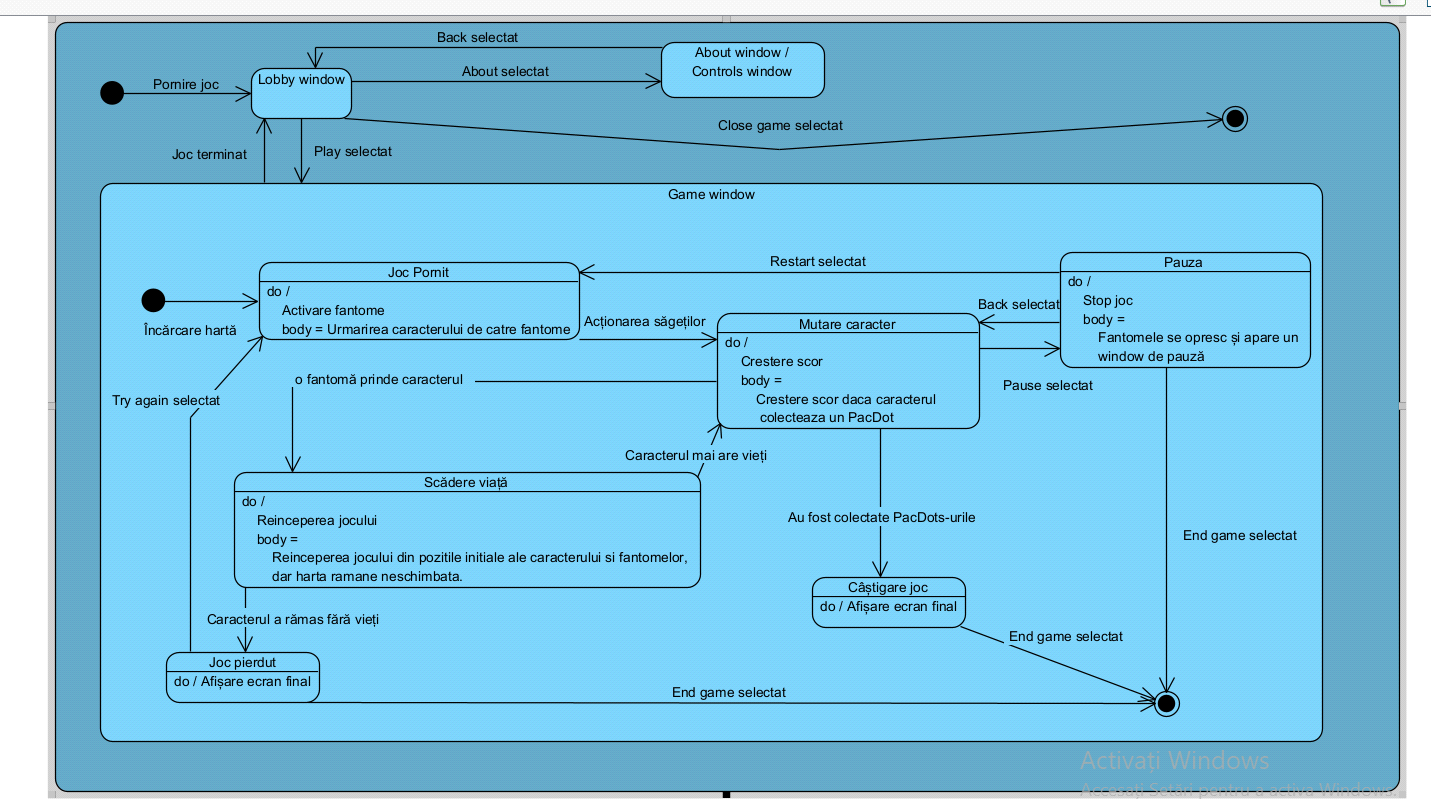 Back selectat
About window /
Controls window
Lobby window
About selectat
Pornire joc
Close game selectat
Joc terminat
Play selectat
Game window
Restart selectat
Pauza
do /
Stop joc
body =
Fantomele se opresc și apare un
window de pauză
Joc Pornit
do /
Activare fantome
body = Urmarirea caracterului de catre fantome
Încărcare hartă
Back selectat
Acționarea săgeților
Mutare caracter
do /
Crestere scor
body =
Crestere scor daca caracterul
colecteaza un PacDot
Pause selectat
o fantomă prinde caracterul
Try again selectat
Caracterul mai are vieți
Scădere viață
do /
Reinceperea jocului
body =
Reinceperea jocului din pozitile initiale ale caracterului si fantomelor,
dar harta ramane neschimbata.
Au fost colectate PacDots-urile
End game selectat
Câștigare joc
do / Afișare ecran final
Caracterul a rămas fără vieți
End game selectat
Joc pierdut
do / Afișare ecran final
End game selectat
Activați Windows
Accesați Setări pentru a activa Windows.